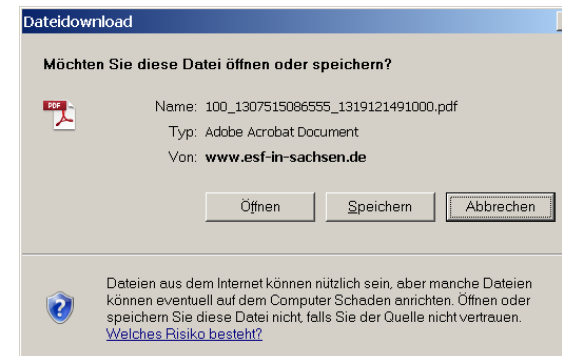 Dateidownload
Möchten Sie diese Datei öffnen oder speichern?
PDF
Name: 100_1307515086555_1319121491000.pdf
Typ: Adobe Acrobat Document
Von: www.esf-in-sachsen.de
Öffnen Speichern Abbrechen
Dateien aus dem Internet können nützlich sein, aber manche Dateien
können eventuell auf dem Computer Schaden anrichten. Öffnen oder
speichern Sie diese Datei nicht, falls Sie der Quelle nicht vertrauen.
Welches Risiko besteht?